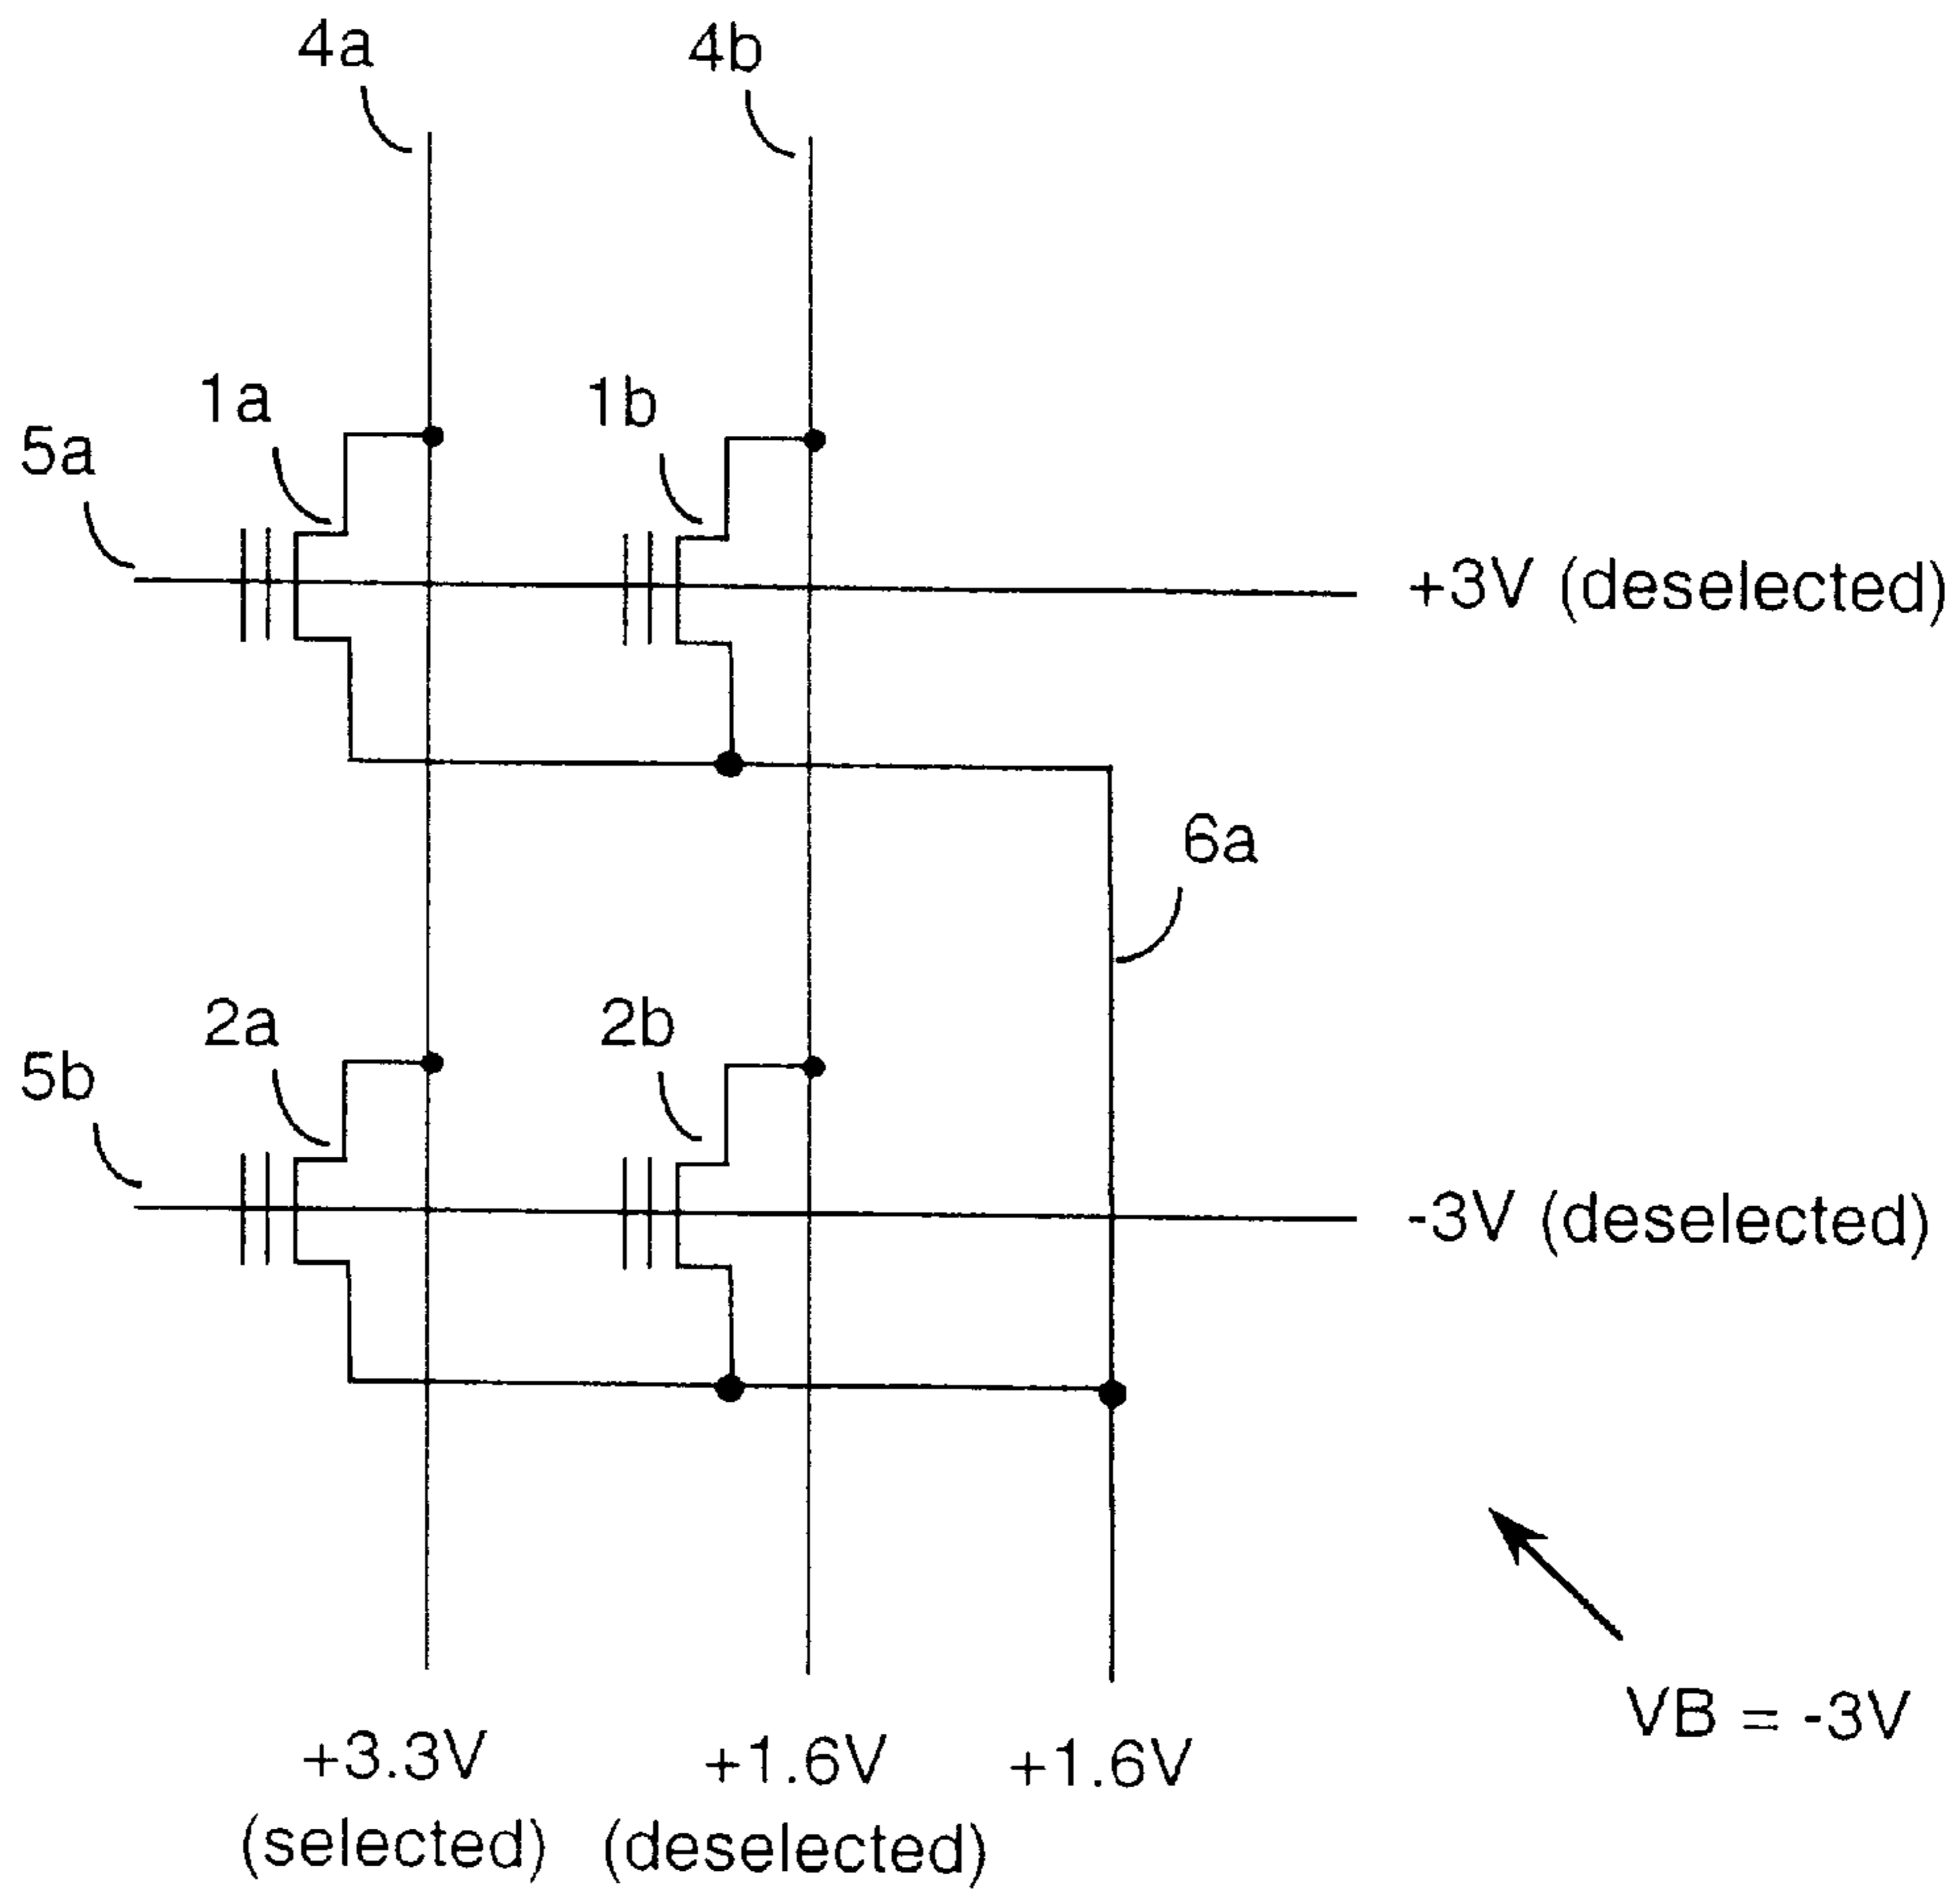 4a
4b
1a
1b
5a
+3V (deselected)
6a
2a
2b
5b
-3V (deselected)
VB = -3V
+3.3V
+1.6V
+1.6V
(selected)
(deselected)